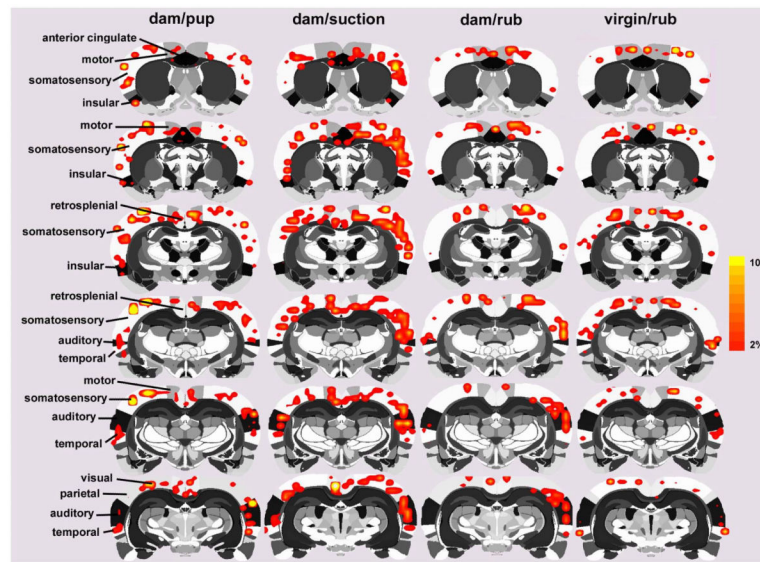 dam/pup
dam/suction
dam/rub
virgin/rub
anterior cingulate
motor
somatosensory
insular
motor
somatosensory
insular
retrosplenial
somatosensory
insular
retrosplenial
somatosensory
auditory
temporal
motor
somatosensory
auditory
temporal
visual
parietal
auditory
temporal
10
2%